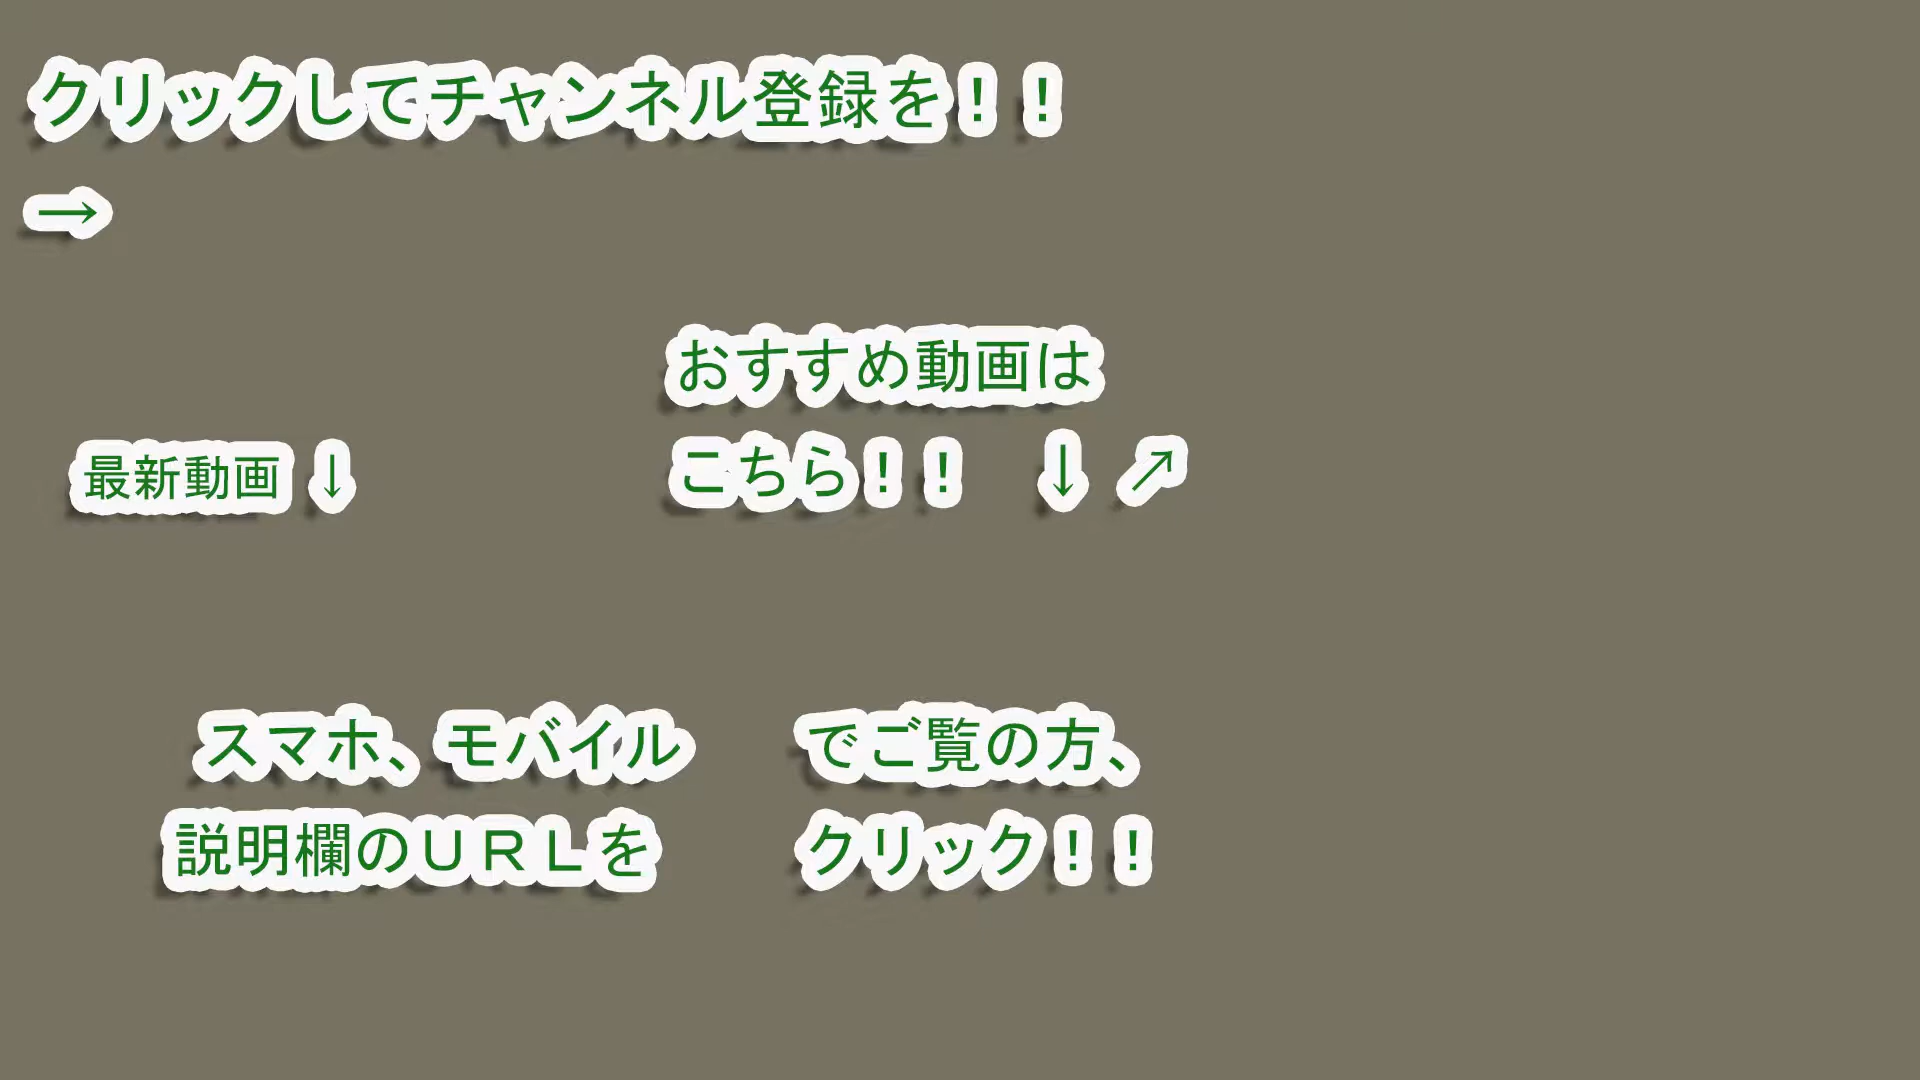 クリックしてチャンネル登録を！！
→
おすすめ動画は
こちら！！　↓ ↗
最新動画 ↓
スマホ、モバイル　でご覧の方、
説明欄のＵＲＬを　クリック！！